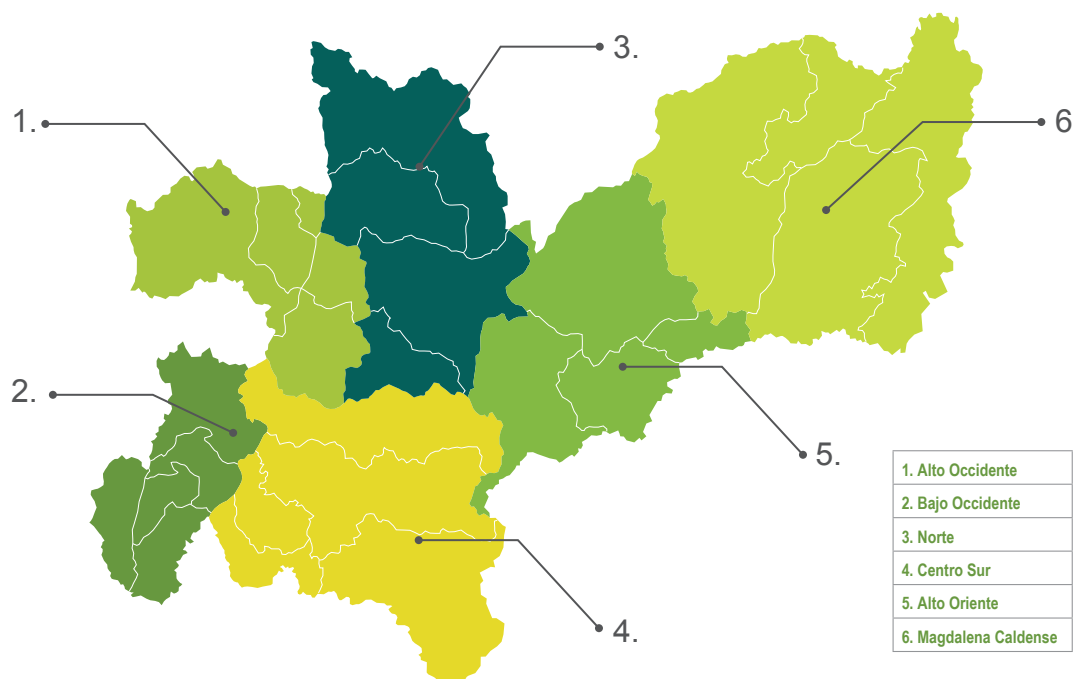 3.
1.
6
2.
5.
4.
1. Alto Occidente
2. Bajo Occidente
3. Norte
4. Centro Sur
5. Alto Oriente
6. Magdalena Caldense